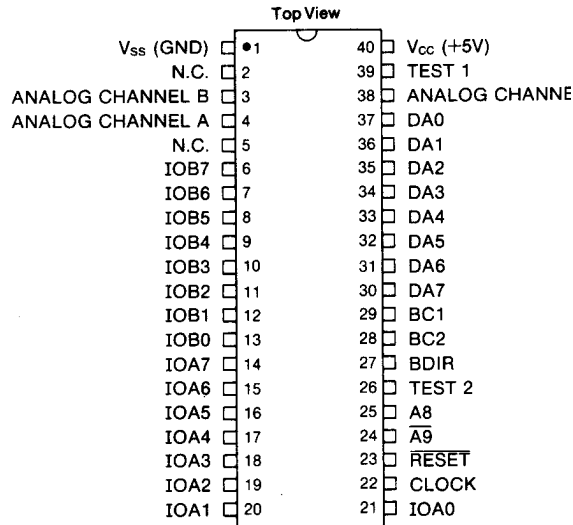 Top View
Vss (GND) 1 40 Vcc (+5V)
N.C. 2 39 TEST 1
ANALOG CHANNEL B 3 38 ANALOG CHANNE
ANALOG CHANNEL A 4 37 DA0
N.C. 5 36 DA1
IOB7 6 35 DA2
IOB6 7 34 DA3
IOB5 8 33 DA4
IOB4 9 32 DA5
IOB3 10 31 DA6
IOB2 11 30 DA7
IOB1 12 29 BC1
IOB0 13 28 BC2
IOA7 14 27 BDIR
IOA6 15 26 TEST 2
IOA5 16 25 A8
IOA4 17 24 A̅9̅
IOA3 18 23 R̅E̅S̅E̅T̅
IOA2 19 22 CLOCK
IOA1 20 21 IOA0